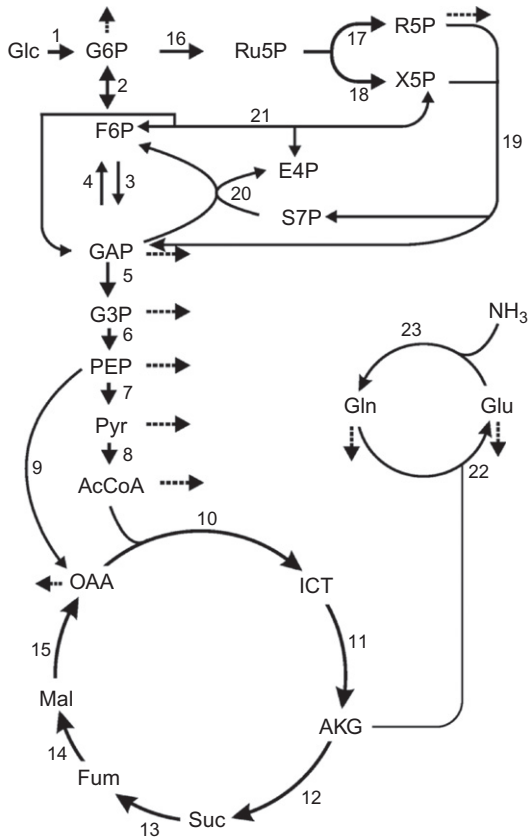 Glc 1 G6P 16 Ru5P 17 R5P
2 18 X5P
F6P 21 19
4 3 E4P
20
S7P
GAP
5
G3P NH3
6 23
PEP
7 Gln Glu
Pyr
9 8 22
AcCoA
10
OAA ICT
15 11
Mal AKG
14 12
Fum
13 Suc